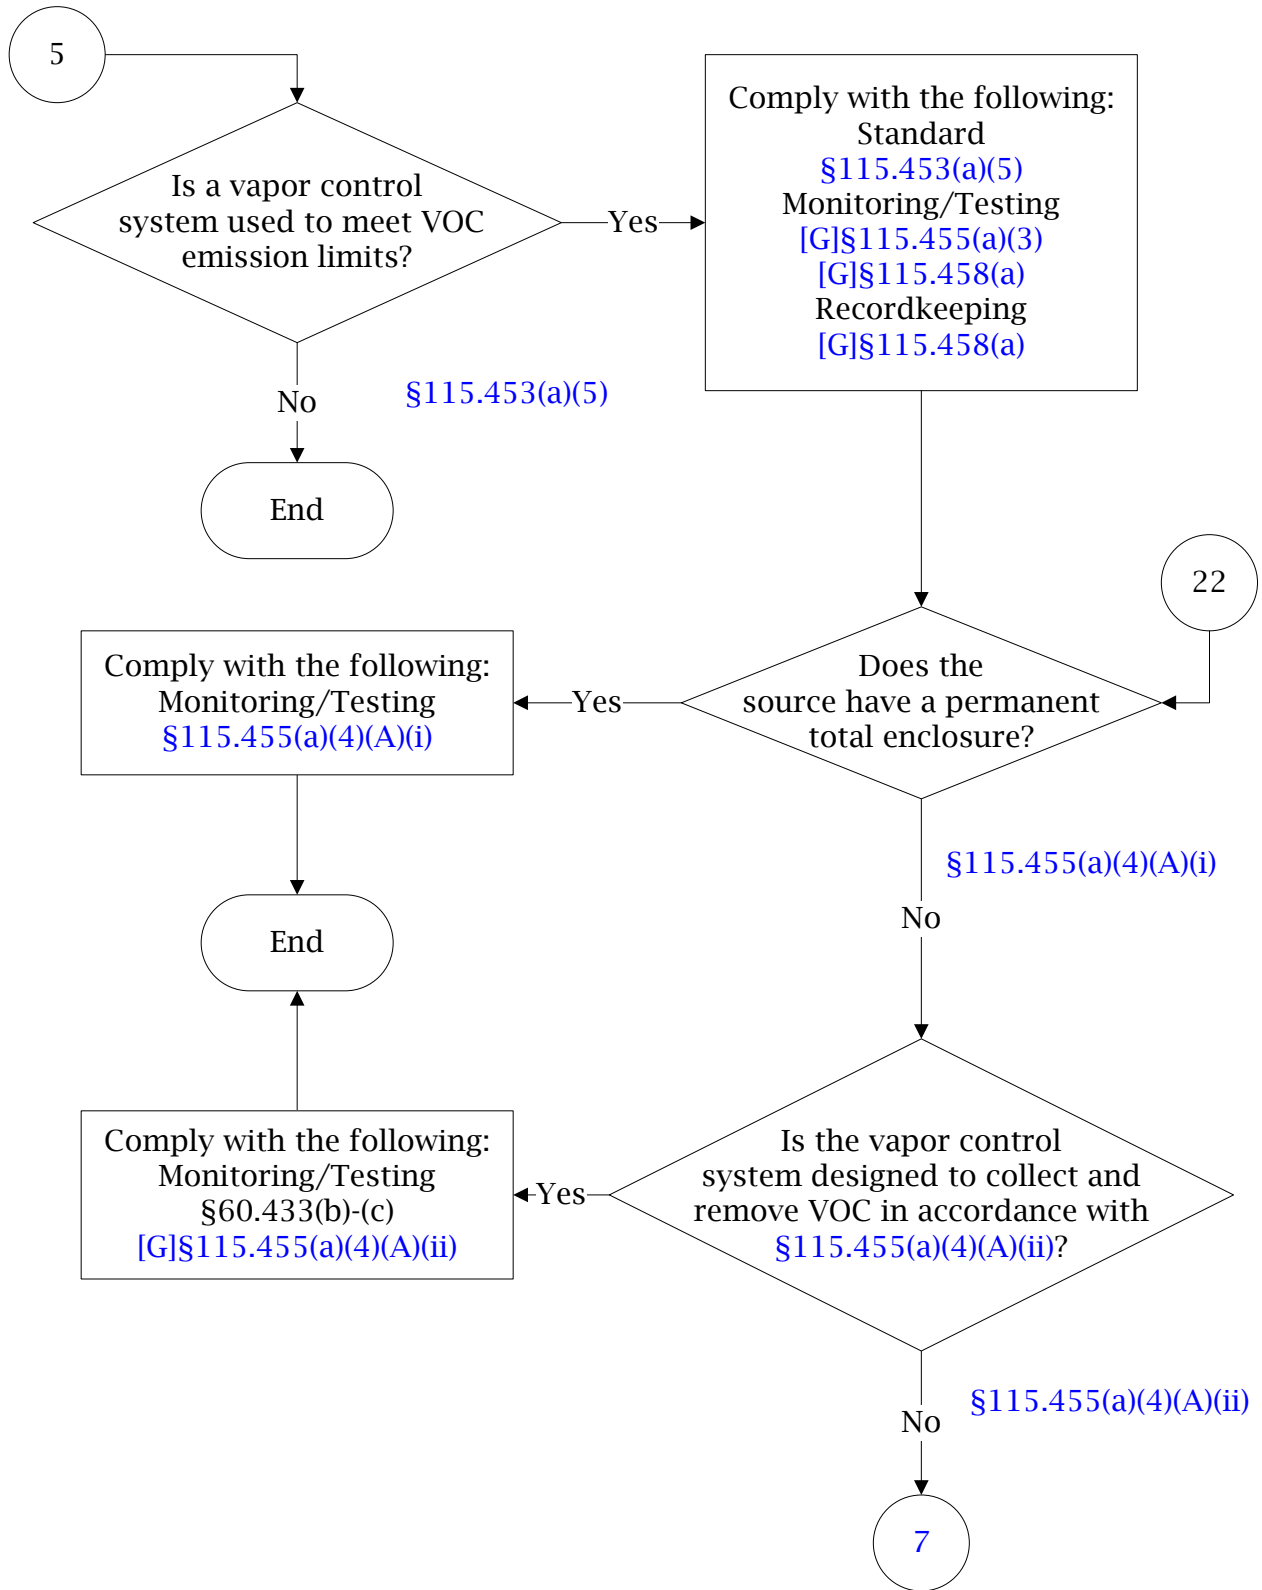 5
Is a vapor control
system used to meet VOC
emission limits?
Yes
Comply with the following:
Standard
§115.453(a)(5)
Monitoring/Testing
[G]§115.455(a)(3)
[G]§115.458(a)
Recordkeeping
[G]§115.458(a)
No
§115.453(a)(5)
End
22
Does the
source have a permanent
total enclosure?
Yes
Comply with the following:
Monitoring/Testing
§115.455(a)(4)(A)(i)
§115.455(a)(4)(A)(i)
No
End
Is the vapor control
system designed to collect and
remove VOC in accordance with
§115.455(a)(4)(A)(ii)?
Yes
Comply with the following:
Monitoring/Testing
§60.433(b)-(c)
[G]§115.455(a)(4)(A)(ii)
§115.455(a)(4)(A)(ii)
No
7